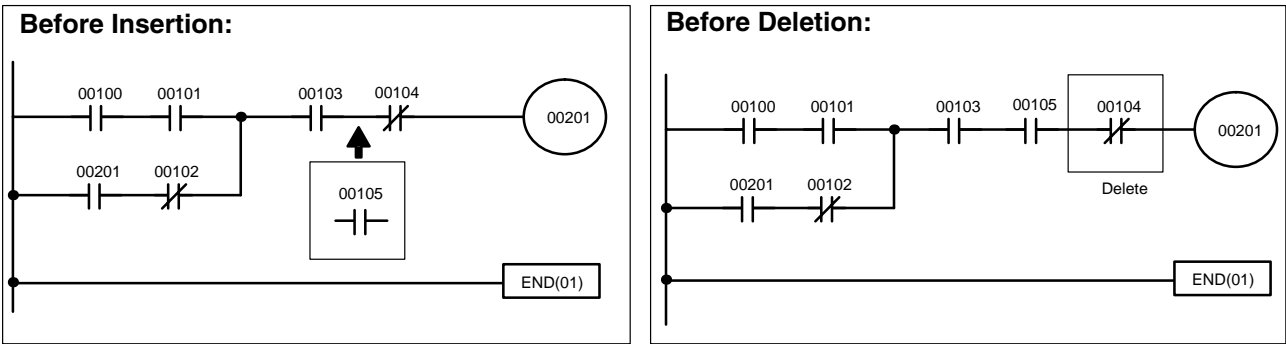 Before Insertion:
00100 00101 00103 00104
00201
00201 00102
00105
END(01)
Before Deletion:
00100 00101 00103 00105 00104
00201
00201 00102
Delete
END(01)